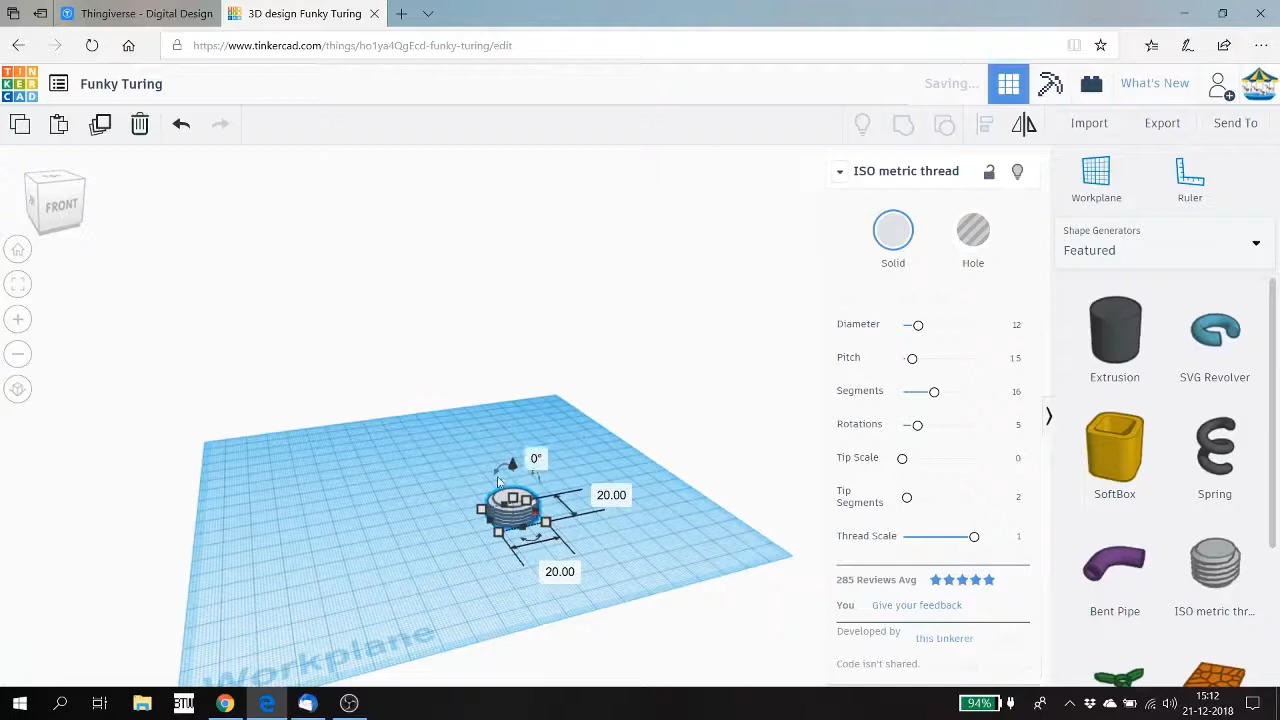 Thingiverse - Digital Design
3D design Funky Turing
https://www.tinkercad.com/things/ho1ya4QgEcd-funky-turing/edit
TIN
KER
CAD
Funky Turing
Saving...
What's New
Import
Export
Send To
FRONT
ISO metric thread
Solid
Hole
Diameter 12
Pitch 1.5
Segments 16
Rotations 5
Tip Scale 0
Tip
Segments 2
Thread Scale 1
285 Reviews Avg
You Give your feedback
Developed by this tinkerer
Code isn't shared.
Workplane
Ruler
Shape Generators
Featured
Extrusion
SVG Revolver
SoftBox
Spring
Bent Pipe
ISO metric thr...
0°
20.00
20.00
Workplane
BTW
94%
15:12
21-12-2018